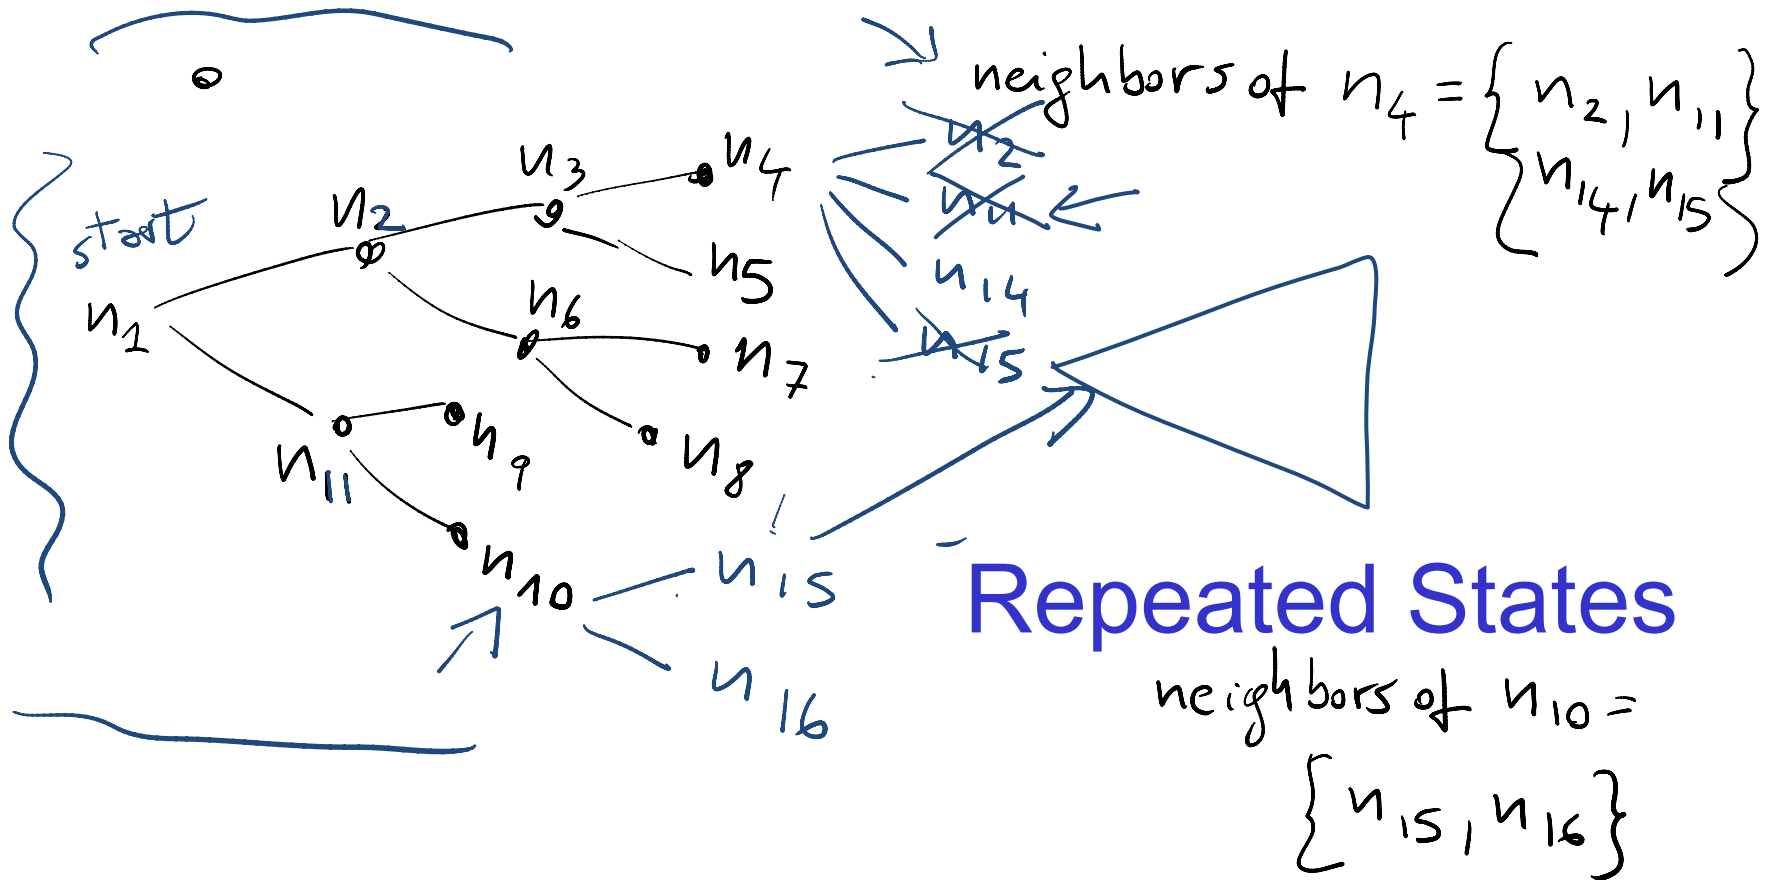 neighbors of n4 = { n2, n11
n14, n15 }
start
n1
n2
n3
n4
n5
n6
n7
n8
n11
n9
n10
n2
n11
n14
n15
n15
n16
Repeated States
neighbors of n10 =
{ n15, n16 }